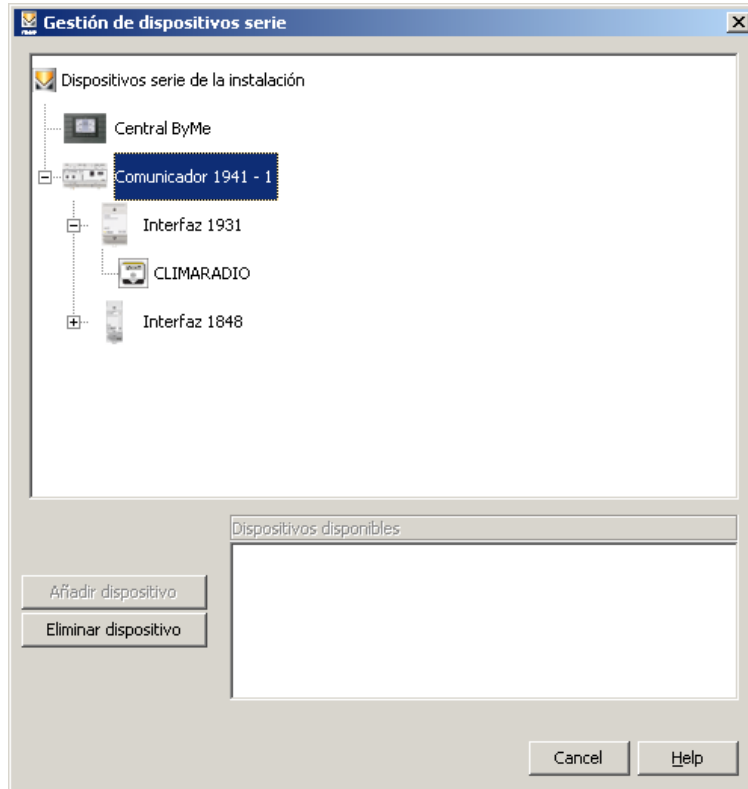 Gestión de dispositivos serie
Dispositivos serie de la instalación
Central ByMe
Comunicador 1941 - 1
Interfaz 1931
CLIMARADIO
Interfaz 1848
Dispositivos disponibles
Añadir dispositivo
Eliminar dispositivo
Cancel
Help